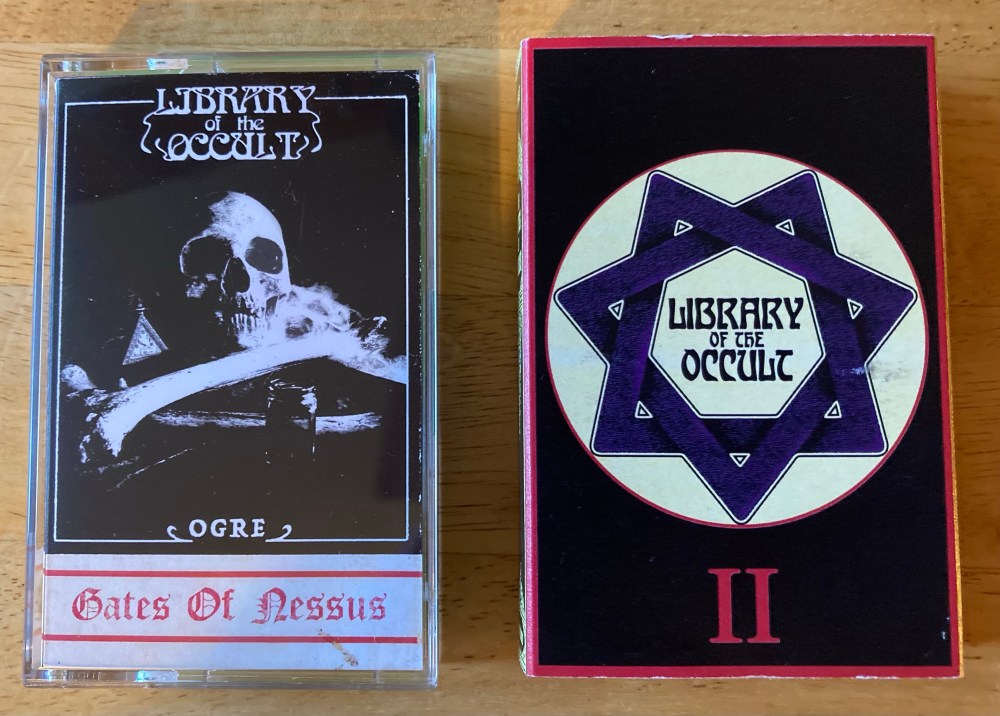 LIBRARY
of the
OCCULT
OGRE
Gates Of Nessus
LIBRARY
OF THE
OCCULT
II